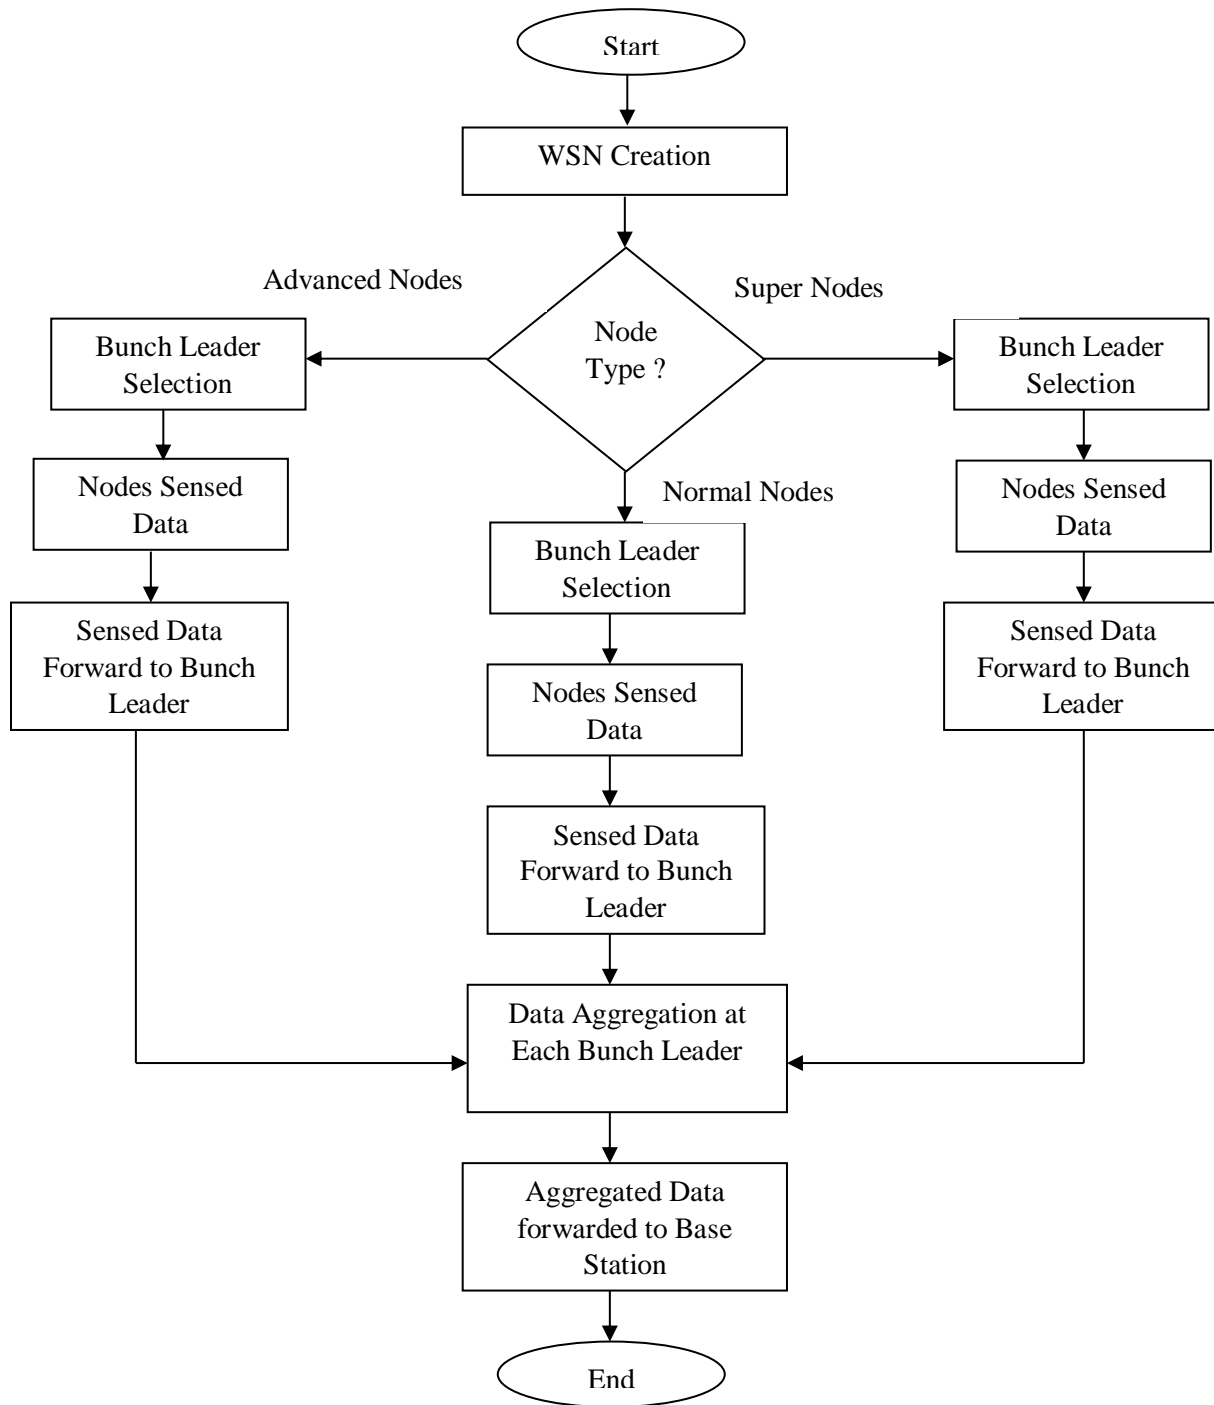 Start
WSN Creation
Advanced Nodes
Super Nodes
Node
Type ?
Bunch Leader
Selection
Bunch Leader
Selection
Nodes Sensed
Data
Nodes Sensed
Data
Normal Nodes
Bunch Leader
Selection
Sensed Data
Forward to Bunch
Leader
Sensed Data
Forward to Bunch
Leader
Nodes Sensed
Data
Sensed Data
Forward to Bunch
Leader
Data Aggregation at
Each Bunch Leader
Aggregated Data
forwarded to Base
Station
End